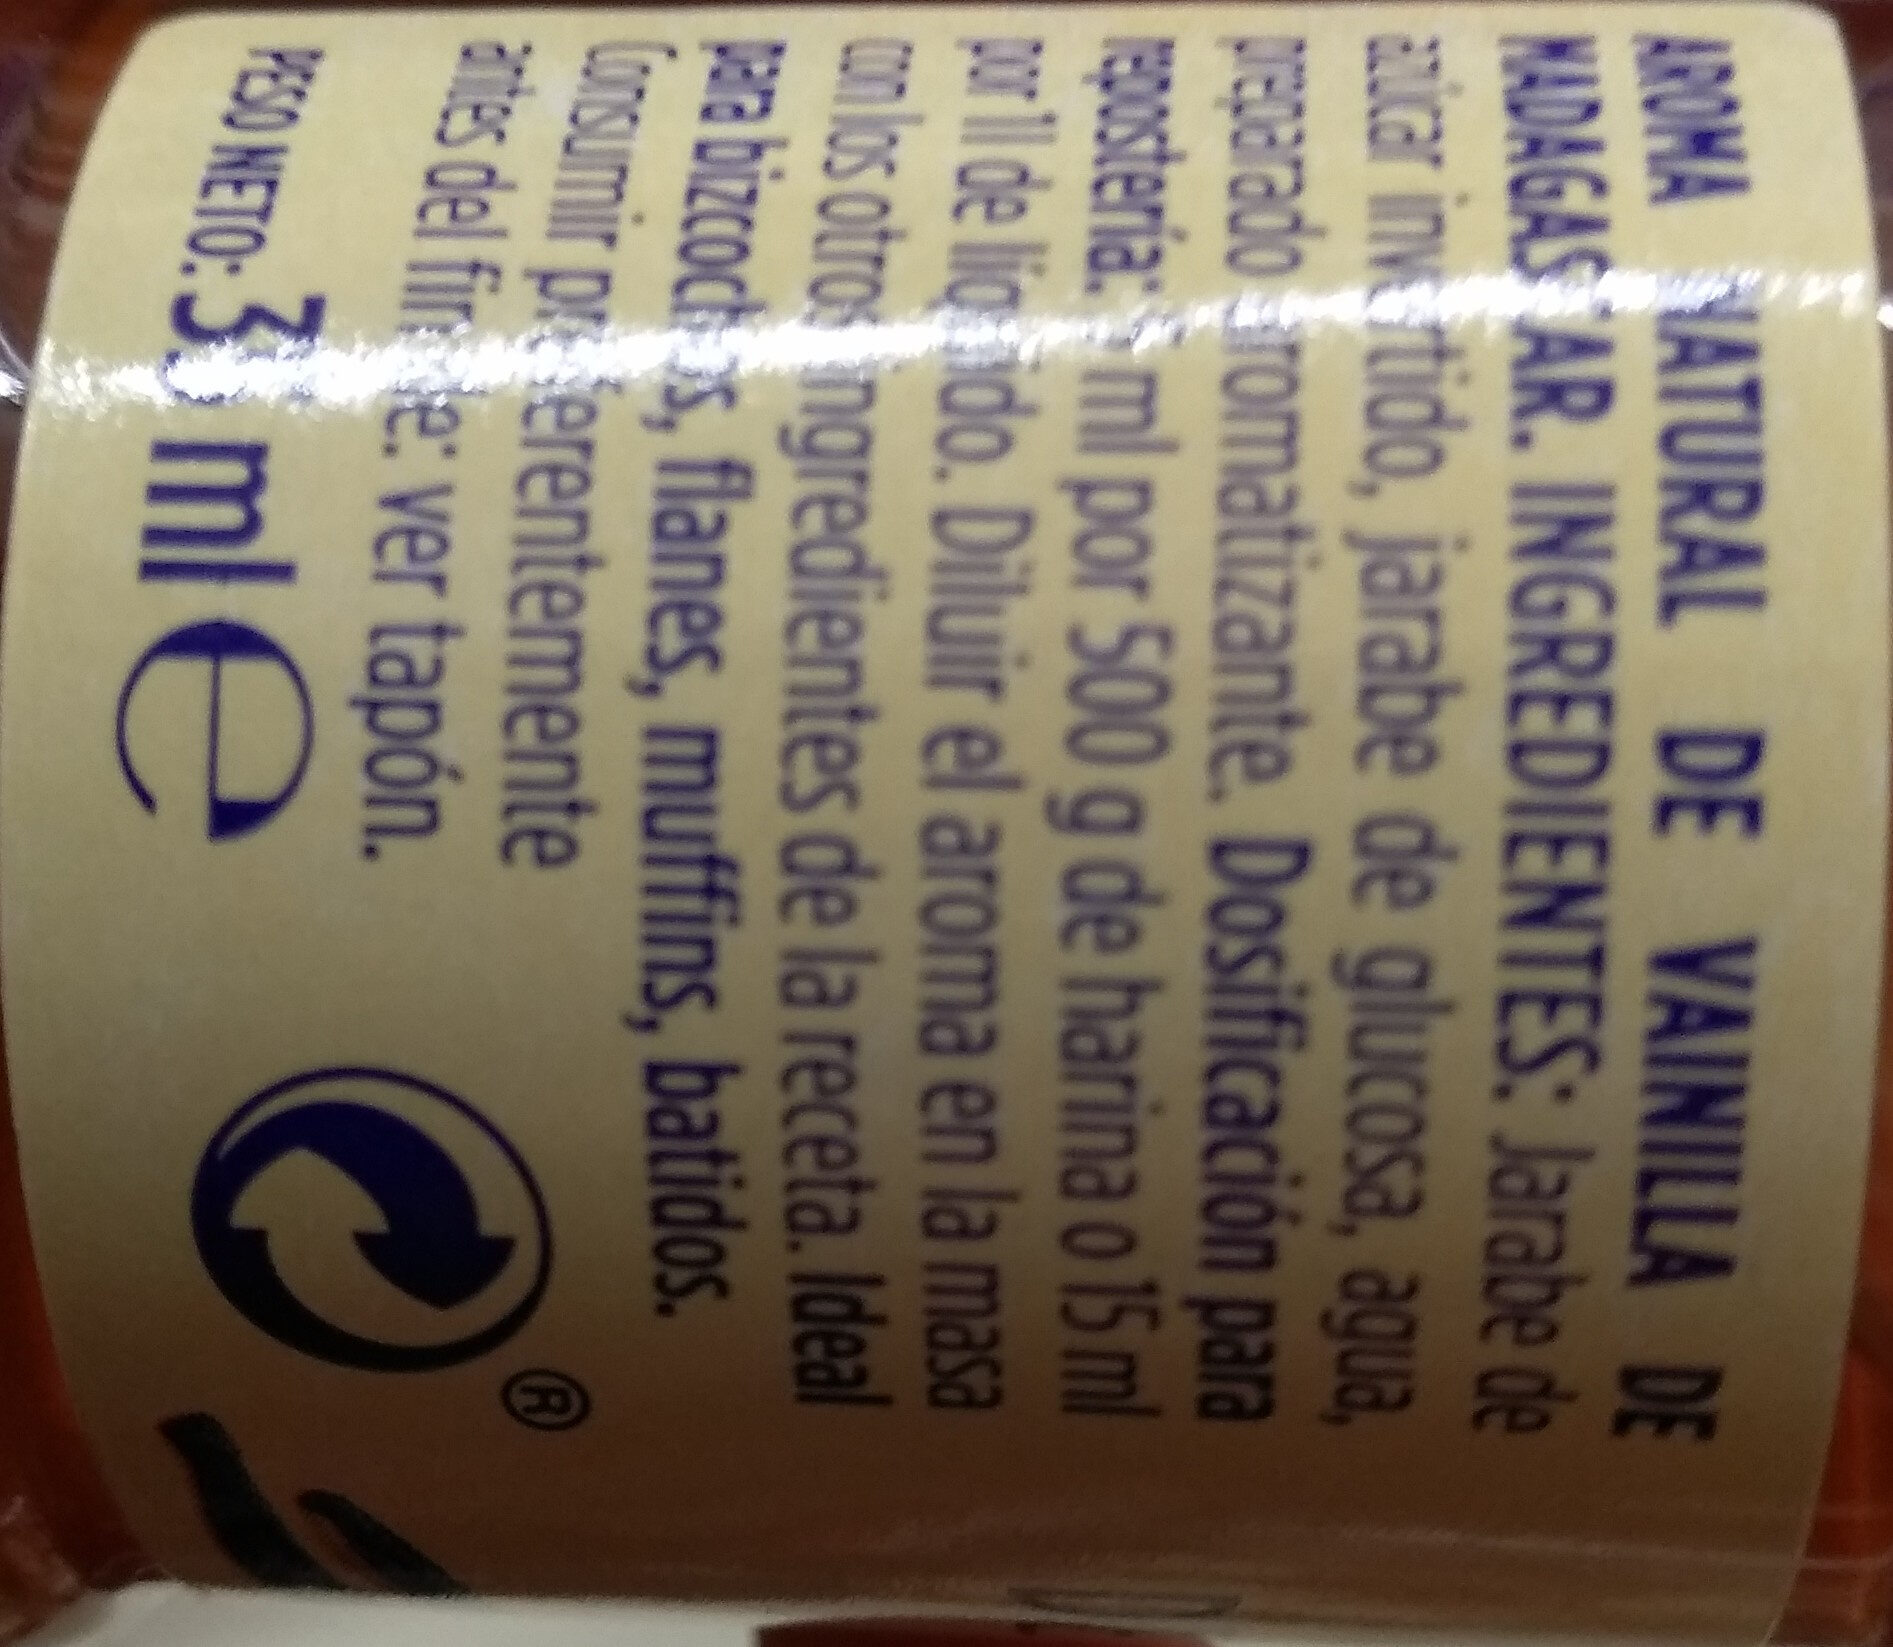 AROMA NATURAL DE VAINILLA DE
MADAGASCAR. INGREDIENTES: Jarabe de
azúcar invertido, jarabe de glucosa, agua,
preparado aromatizante. Dosificación para
repostería: ml por 500 g de harina o 15 ml
por 1l de líquido. Diluir el aroma en la masa
con los otros ingredientes de la receta. Ideal
para bizcochos, flanes, muffins, batidos.
Consumir preferentemente
antes del fin de: ver tapón.
PESO NETO: ml e
®